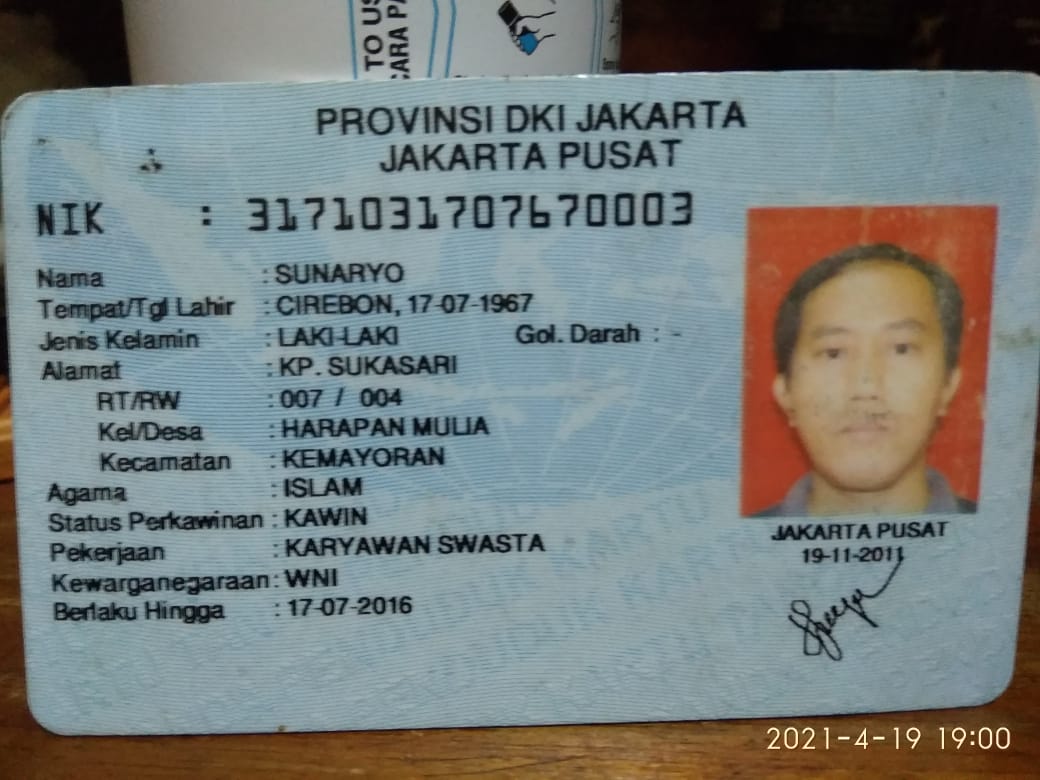 TO US
CARA PA
PROVINSI DKI JAKARTA
JAKARTA PUSAT
NIK : 3171031707670003
Nama : SUNARYO
Tempat/Tgl Lahir : CIREBON, 17-07-1967
Jenis Kelamin : LAKI-LAKI Gol. Darah : -
Alamat : KP. SUKASARI
RT/RW : 007 / 004
Kel/Desa : HARAPAN MULIA
Kecamatan : KEMAYORAN
Agama : ISLAM
Status Perkawinan : KAWIN
Pekerjaan : KARYAWAN SWASTA
Kewarganegaraan : WNI
Berlaku Hingga : 17-07-2016
JAKARTA PUSAT
19-11-2011
2021-4-19 19:00